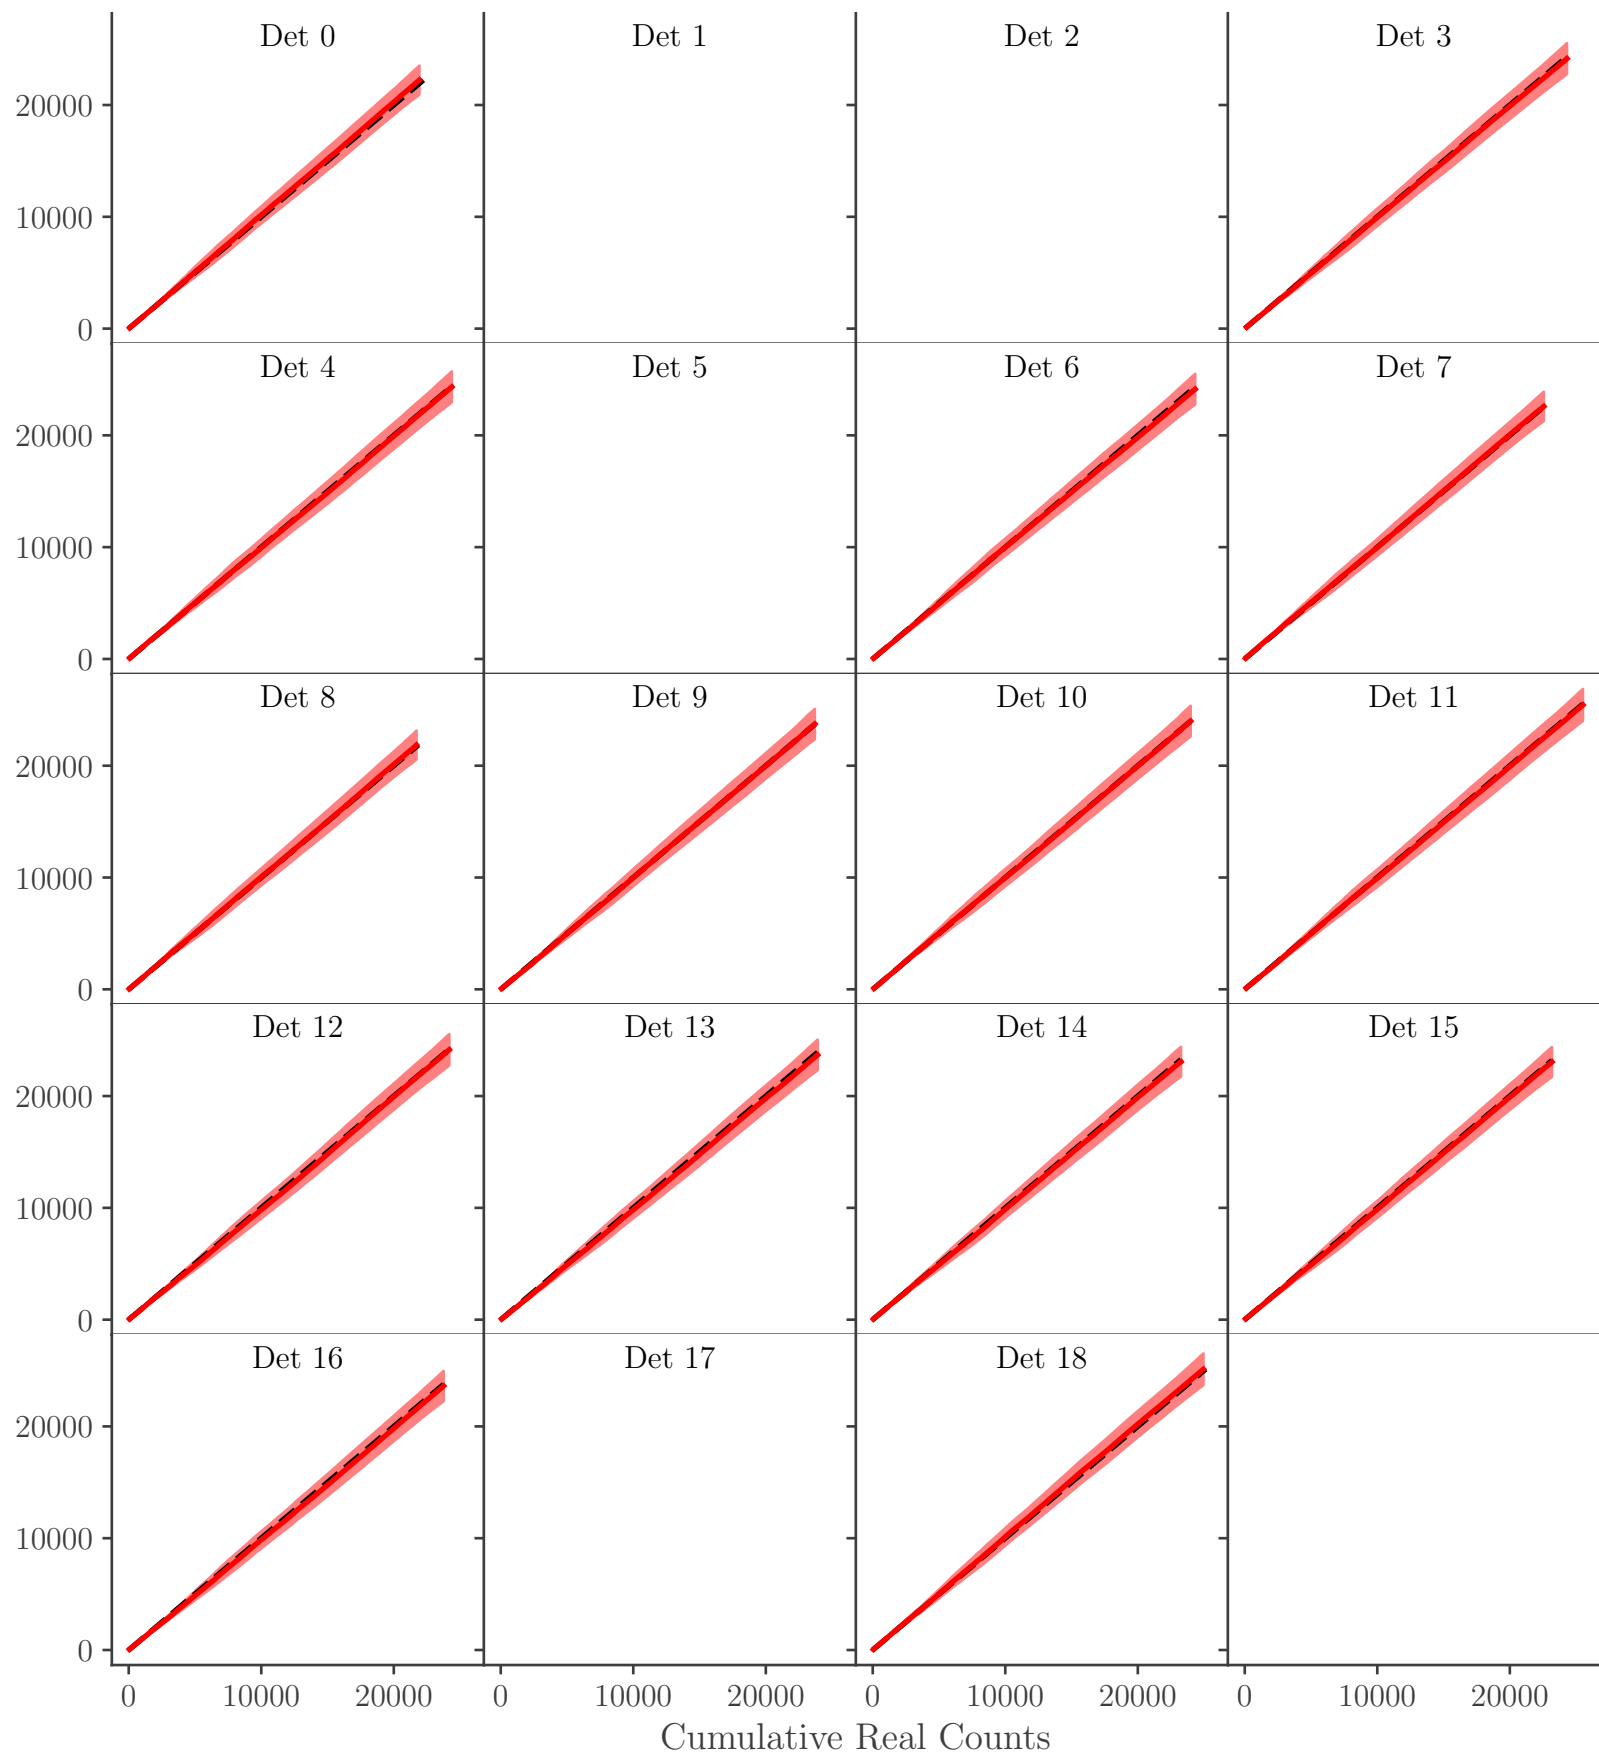 Det 0 Det 1 Det 2 Det 3
20000
10000
0
Det 4 Det 5 Det 6 Det 7
20000
10000
0
Det 8 Det 9 Det 10 Det 11
20000
10000
0
Det 12 Det 13 Det 14 Det 15
20000
10000
0
Det 16 Det 17 Det 18
20000
10000
0
0 10000 20000 0 10000 20000 0 10000 20000 0 10000 20000
Cumulative Real Counts